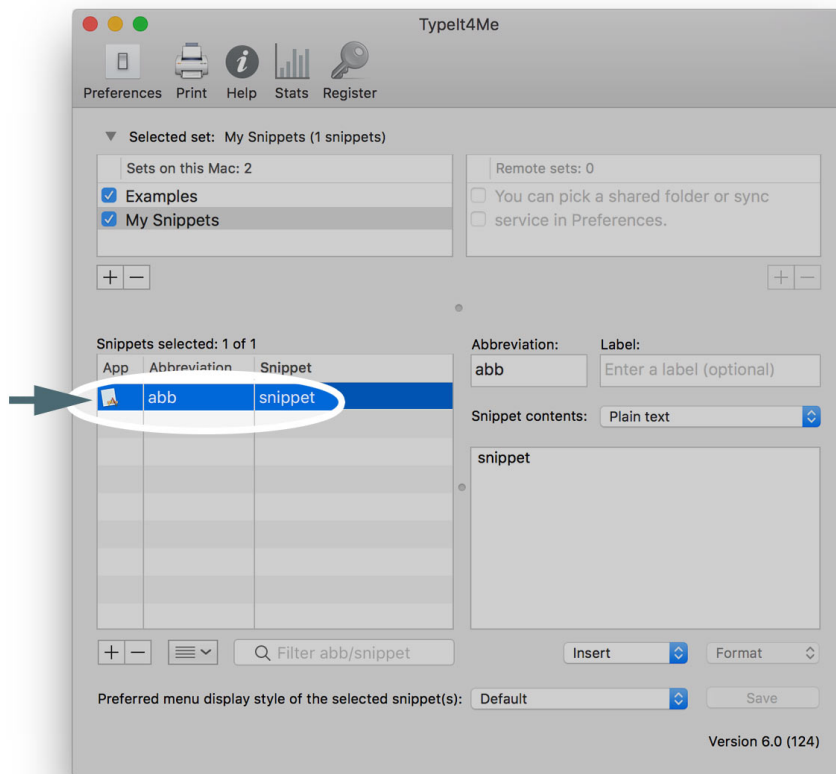 TypeIt4Me
Preferences Print Help Stats Register
Selected set: My Snippets (1 snippets)
Sets on this Mac: 2
Remote sets: 0
Examples
You can pick a shared folder or sync
My Snippets
service in Preferences.
Snippets selected: 1 of 1
Abbreviation: Label:
App Abbreviation Snippet
abb Enter a label (optional)
abb snippet
Snippet contents: Plain text
snippet
Filter abb/snippet
Insert Format
Preferred menu display style of the selected snippet(s): Default Save
Version 6.0 (124)